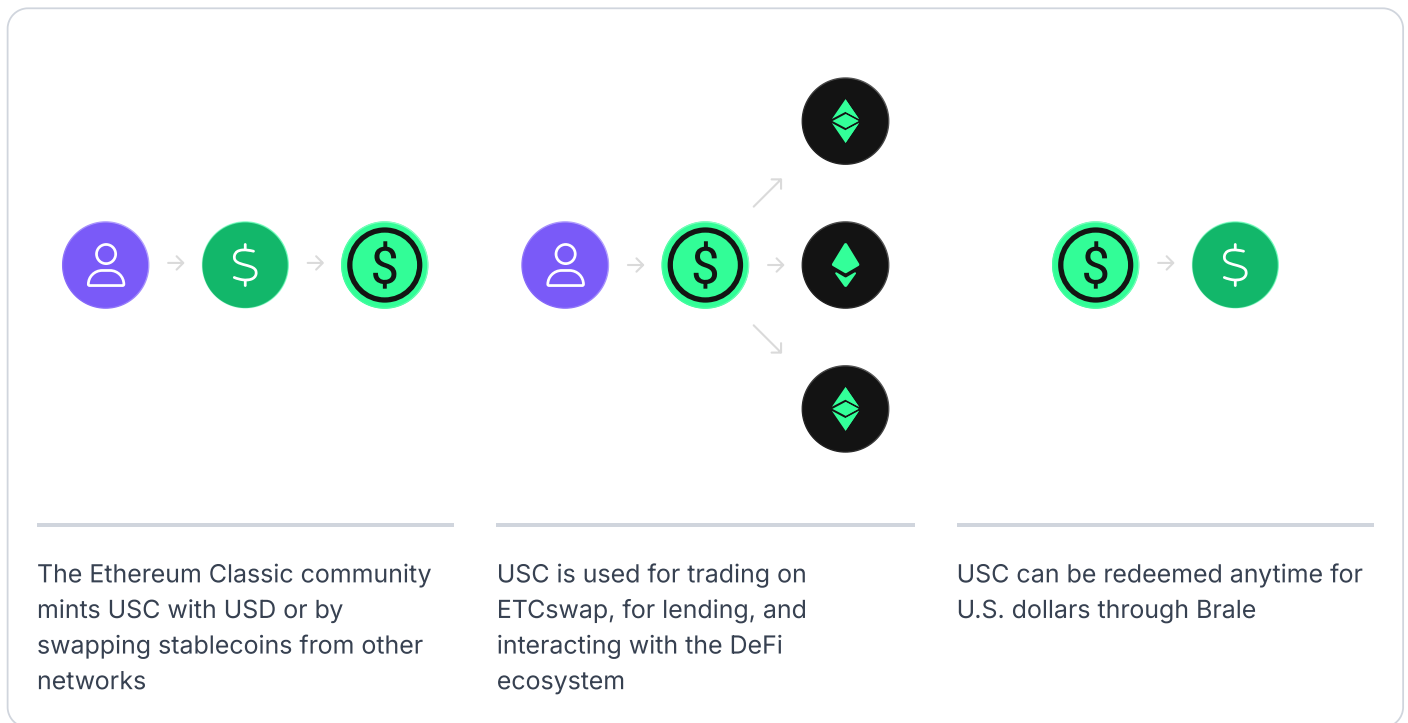 The Ethereum Classic community
mints USC with USD or by
swapping stablecoins from other
networks
USC is used for trading on
ETCswap, for lending, and
interacting with the DeFi
ecosystem
USC can be redeemed anytime for
U.S. dollars through Brale